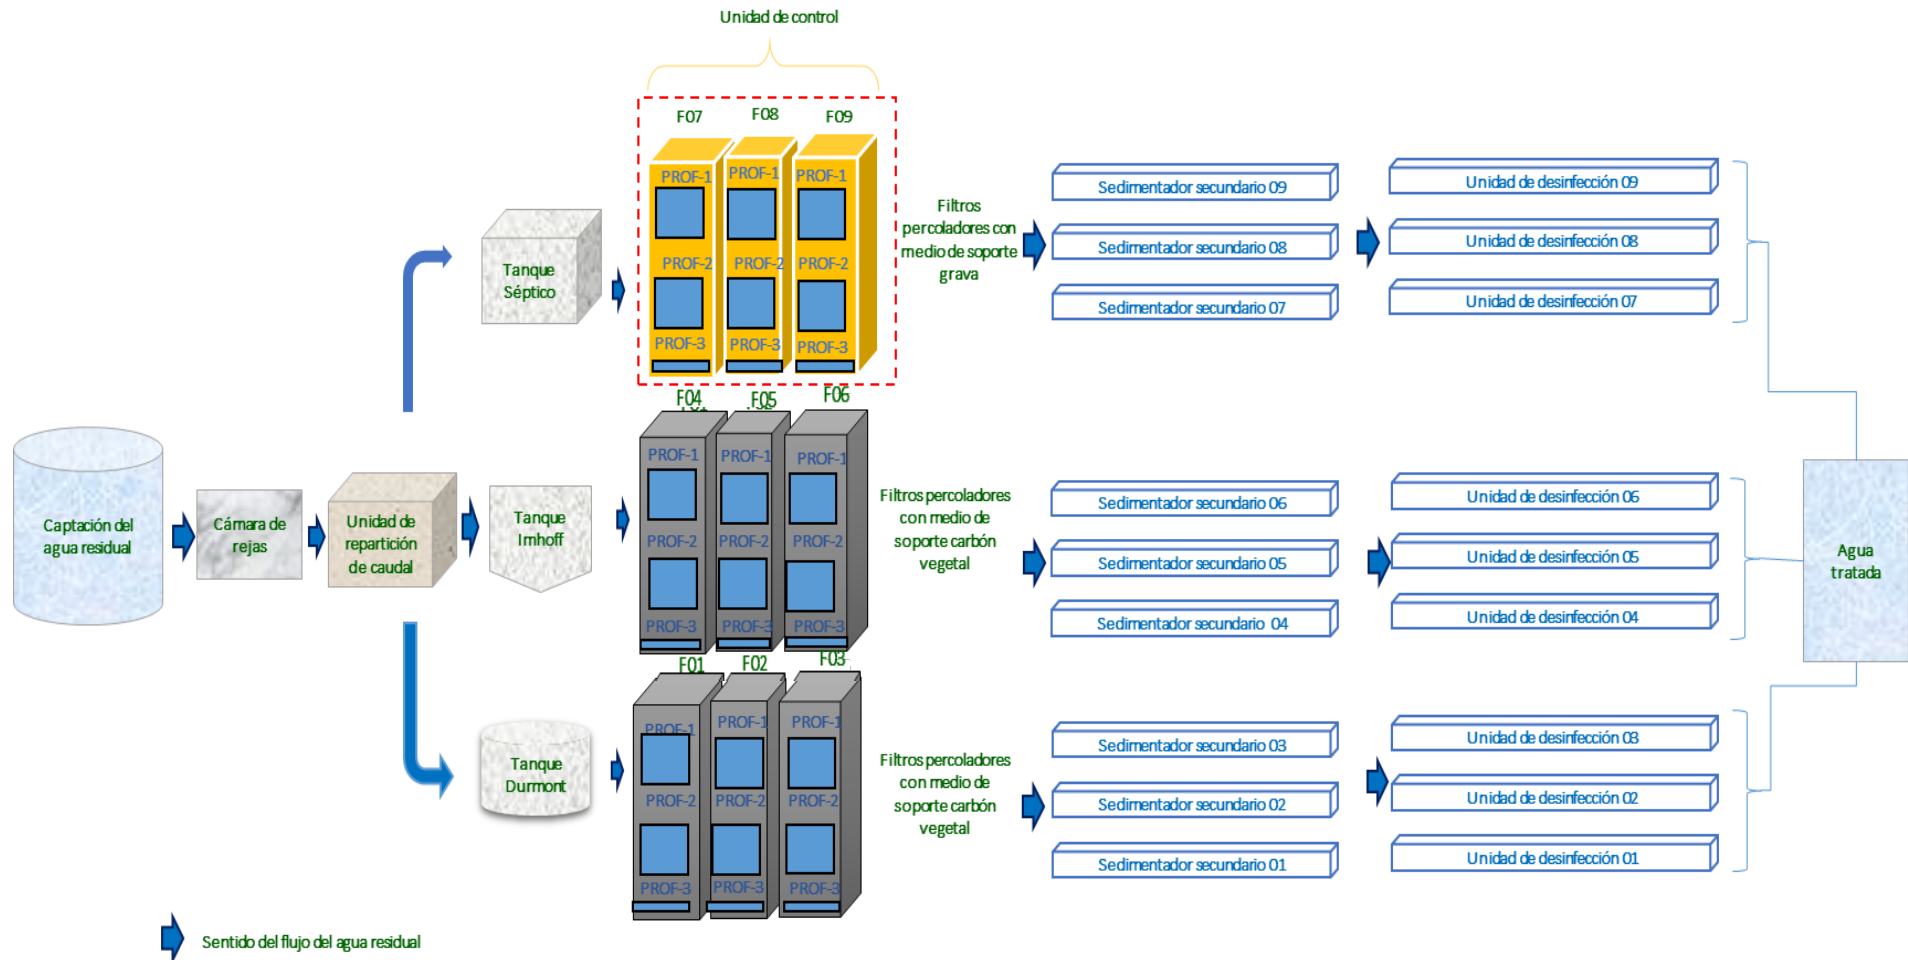 Unidad de control
F07
F08
F09
PROF-1
PROF-1
PROF-1
PROF-2
PROF-2
PROF-2
PROF-3
PROF-3
PROF-3
Tanque
Séptico
Filtros
percoladores con
medio de soporte
grava
Sedimentador secundario 09
Sedimentador secundario 08
Sedimentador secundario 07
Unidad de desinfección 09
Unidad de desinfección 08
Unidad de desinfección 07
Captación del
agua residual
Cámara de
rejas
Unidad de
repartición
de caudal
Tanque
Imhoff
F04
F05
F06
PROF-1
PROF-1
PROF-1
PROF-2
PROF-2
PROF-2
PROF-3
PROF-3
PROF-3
Filtros percoladores
con medio de
soporte carbón
vegetal
Sedimentador secundario 06
Sedimentador secundario 05
Sedimentador secundario 04
Unidad de desinfección 06
Unidad de desinfección 05
Unidad de desinfección 04
Agua
tratada
Tanque
Durmont
F01
F02
F03
PROF-1
PROF-1
PROF-1
PROF-2
PROF-2
PROF-2
PROF-3
PROF-3
PROF-3
Filtros percoladores
con medio de
soporte carbón
vegetal
Sedimentador secundario 03
Sedimentador secundario 02
Sedimentador secundario 01
Unidad de desinfección 03
Unidad de desinfección 02
Unidad de desinfección 01
Sentido del flujo del agua residual